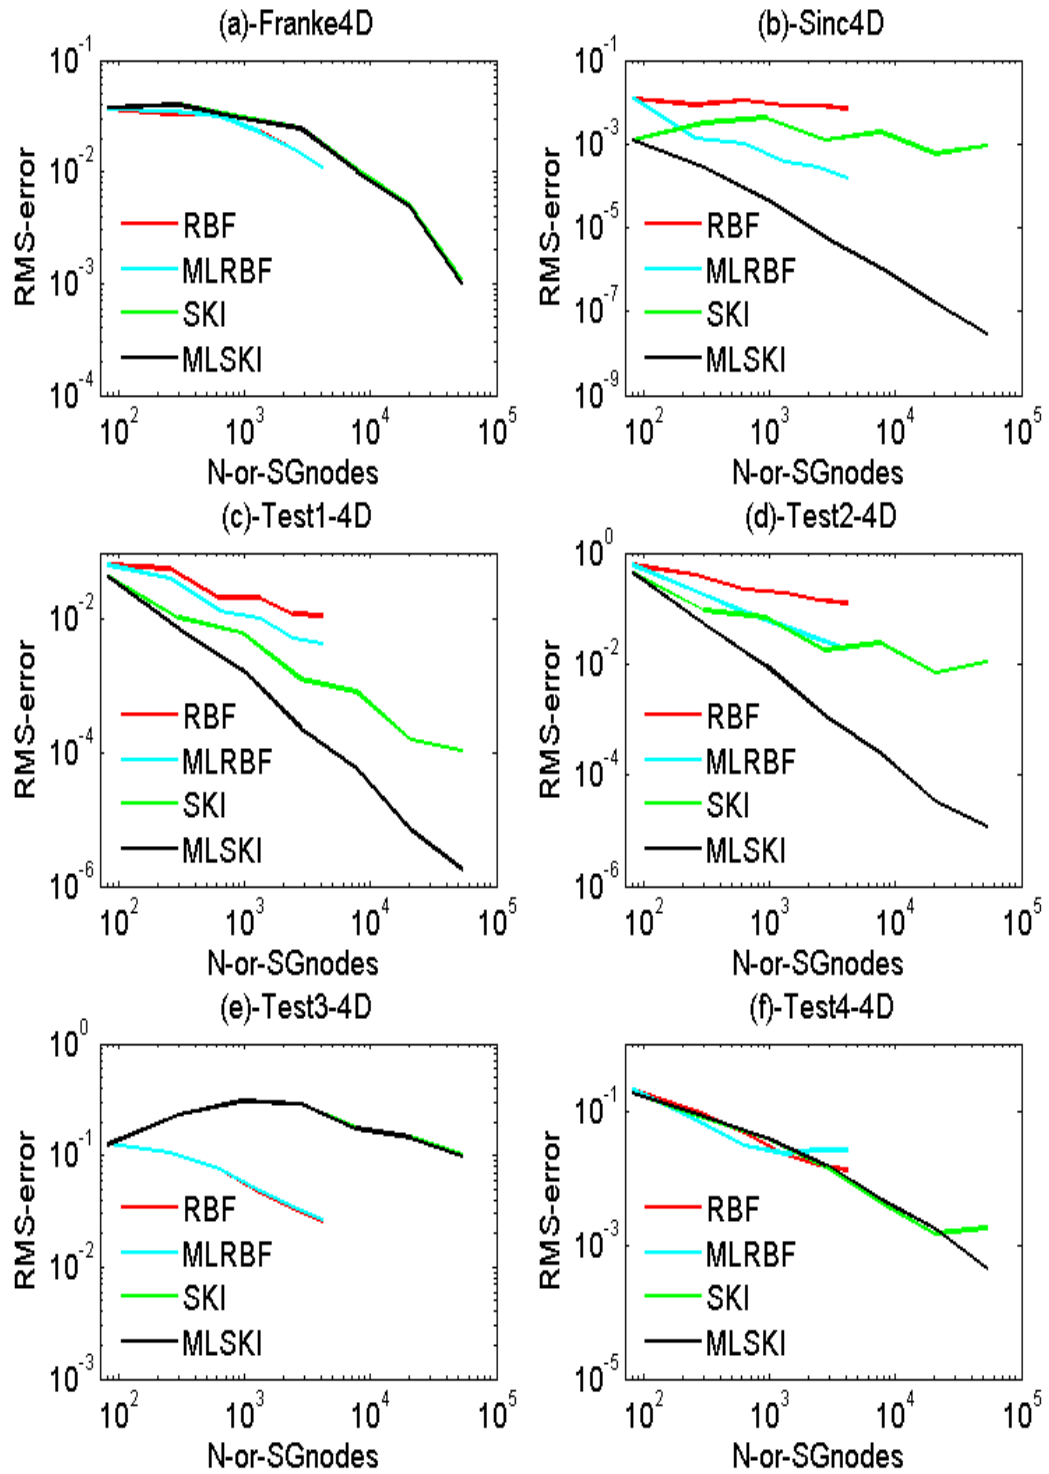 (a)-Franke4D
RMS-error
10^-1
10^-2
10^-3
10^-4
RBF
MLRBF
SKI
MLSKI
10^2
10^3
10^4
10^5
N-or-SGnodes
(b)-Sinc4D
RMS-error
10^-1
10^-3
10^-5
10^-7
10^-9
RBF
MLRBF
SKI
MLSKI
10^2
10^3
10^4
10^5
N-or-SGnodes
(c)-Test1-4D
RMS-error
10^-2
10^-4
10^-6
RBF
MLRBF
SKI
MLSKI
10^2
10^3
10^4
10^5
N-or-SGnodes
(d)-Test2-4D
RMS-error
10^0
10^-2
10^-4
10^-6
RBF
MLRBF
SKI
MLSKI
10^2
10^3
10^4
10^5
N-or-SGnodes
(e)-Test3-4D
RMS-error
10^0
10^-1
10^-2
10^-3
RBF
MLRBF
SKI
MLSKI
10^2
10^3
10^4
10^5
N-or-SGnodes
(f)-Test4-4D
RMS-error
10^-1
10^-3
10^-5
RBF
MLRBF
SKI
MLSKI
10^2
10^3
10^4
10^5
N-or-SGnodes